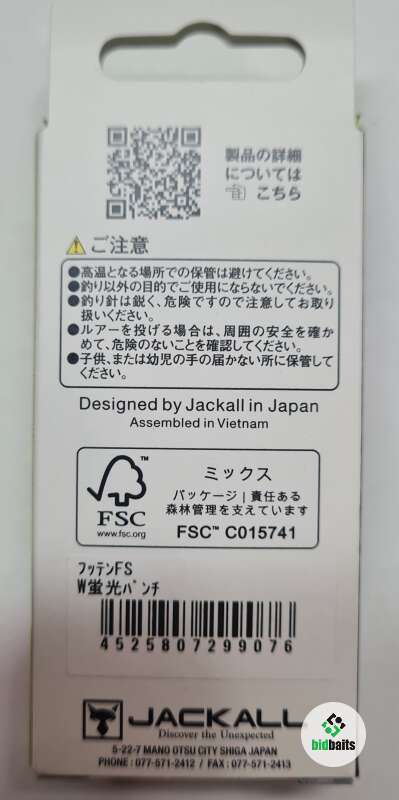 製品の詳細
については
こちら
ご注意
●高温となる場所での保管は避けてください。
●釣り以外の目的でご使用にならないでください。
●釣り針は鋭く、危険ですので注意してお取り
扱いください。
●ルアーを投げる場合は、周囲の安全を確か
めて、危険のないことを確認してください。
●子供、または幼児の手の届かない所に保管して
ください。
Designed by Jackall in Japan
Assembled in Vietnam
FSC
www.fsc.org
ミックス
パッケージ|責任ある
森林管理を支えています
FSC™ C015741
フッテンFS
W蛍光パンチ
4525807299076
JACKALL
Discover the Unexpected
5-22-7 MANO OTSU CITY SHIGA JAPAN
PHONE : 077-571-2412 / FAX : 077-571-2413
bidbaits